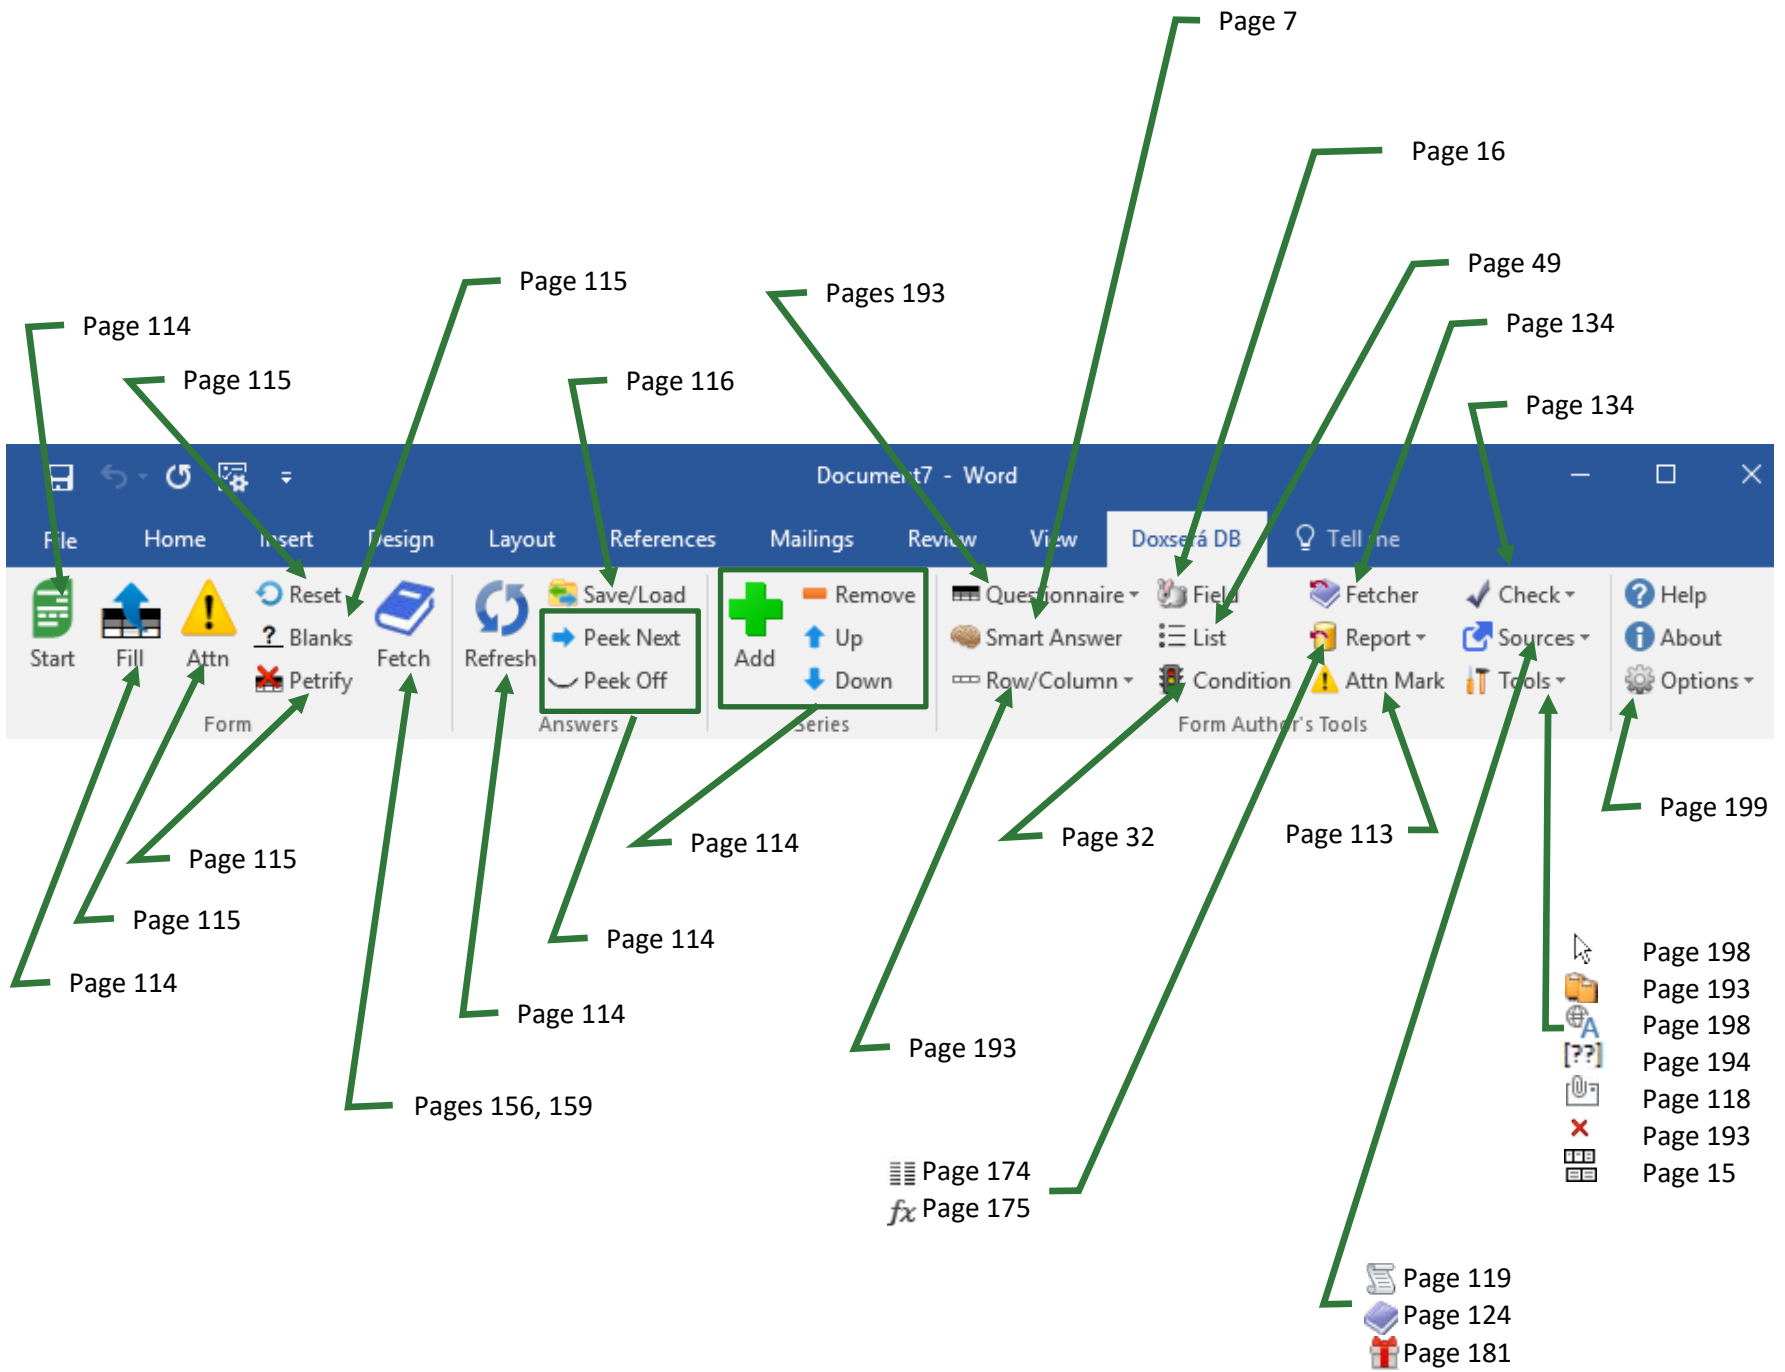 Page 7
Page 16
Page 49
Page 115
Pages 193
Page 134
Page 114
Page 115
Page 116
Page 134
Document7 - Word
File Home Insert Design Layout References Mailings Review View Doxserá DB Tell me
Start
Fill
Attn
Reset
Blanks
Petrify
Fetch
Form
Refresh
Save/Load
Peek Next
Peek Off
Answers
Add
Remove
Up
Down
Series
Questionnaire
Smart Answer
Row/Column
Field
List
Condition
Fetcher
Report
Attn Mark
Check
Sources
Tools
Form Author's Tools
Help
About
Options
Page 199
Page 114
Page 32
Page 113
Page 115
Page 115
Page 114
Page 114
Page 114
Page 193
Pages 156, 159
Page 198
Page 193
A Page 198
[??] Page 194
Page 118
Page 193
Page 15
Page 174
fx Page 175
Page 119
Page 124
Page 181